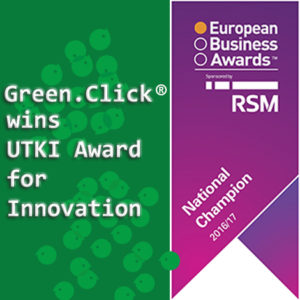 Green.Click®
wins
UTKI Award
for
Innovation
European
Business
Awards™
Sponsored by
RSM
National
Champion
2016/17